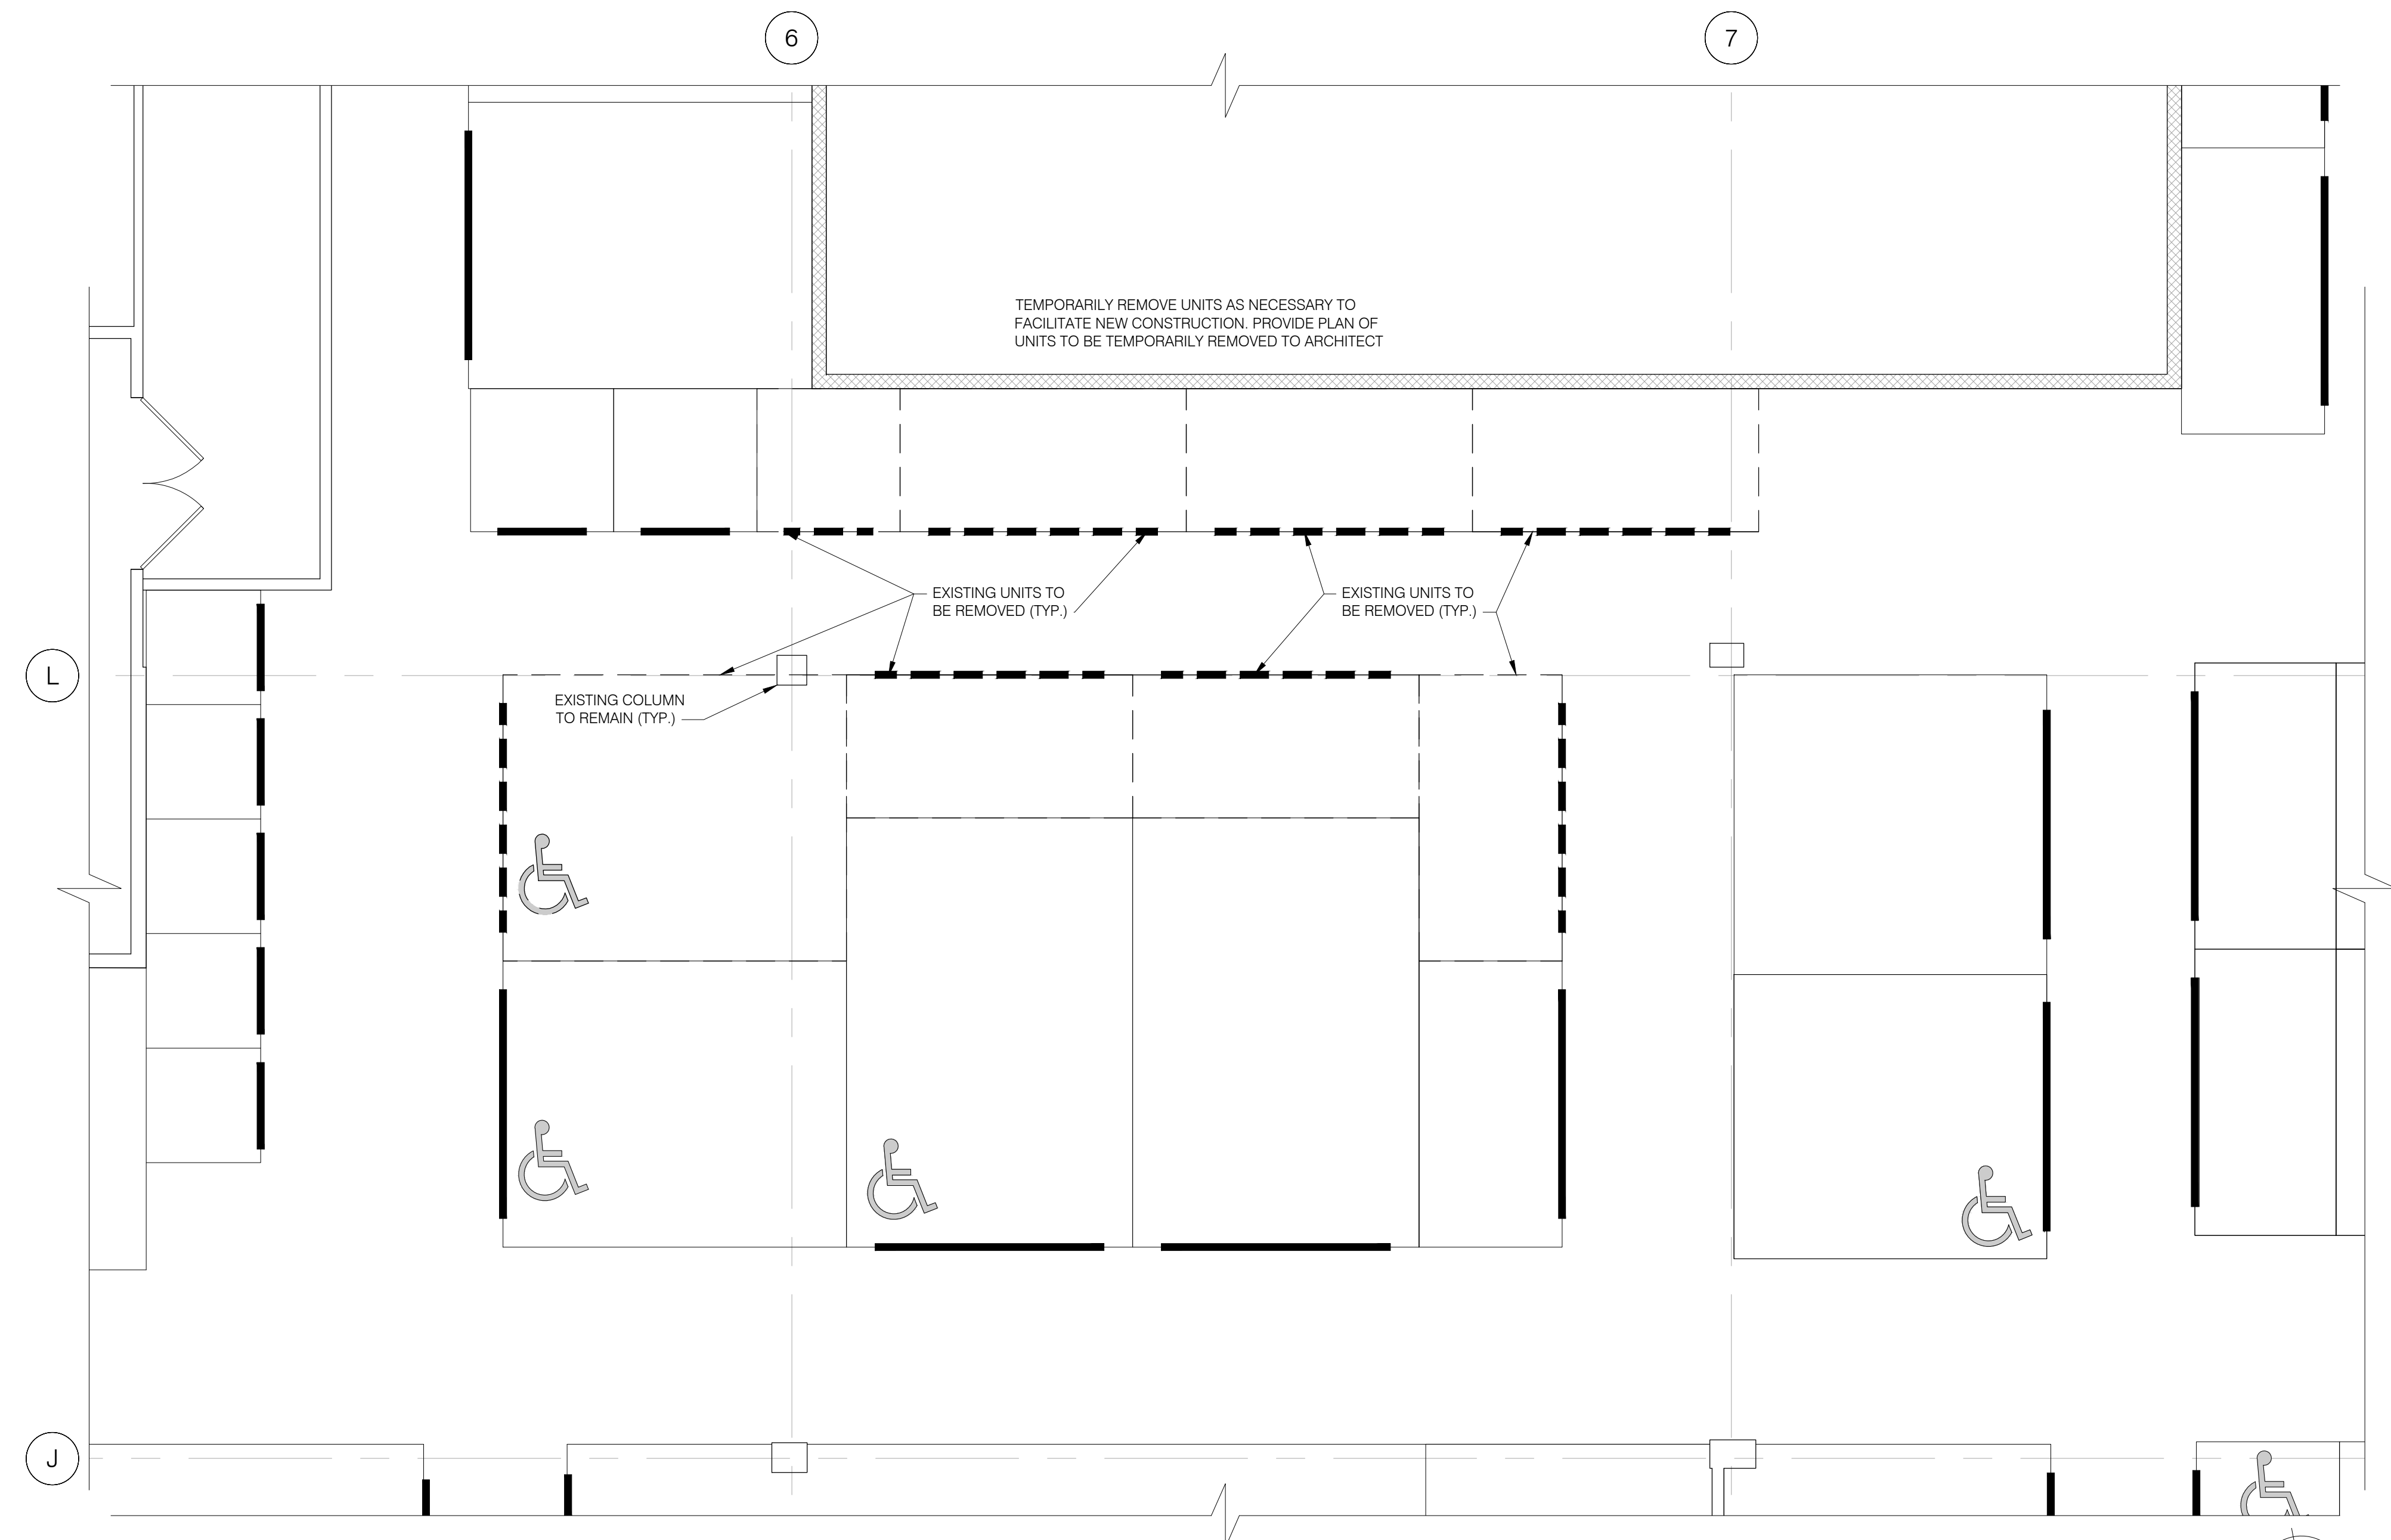 6
7
TEMPORARILY REMOVE UNITS AS NECESSARY TO
FACILITATE NEW CONSTRUCTION. PROVIDE PLAN OF
UNITS TO BE TEMPORARILY REMOVED TO ARCHITECT
EXISTING UNITS TO
BE REMOVED (TYP.)
EXISTING UNITS TO
BE REMOVED (TYP.)
L
EXISTING COLUMN
TO REMAIN (TYP.)
J